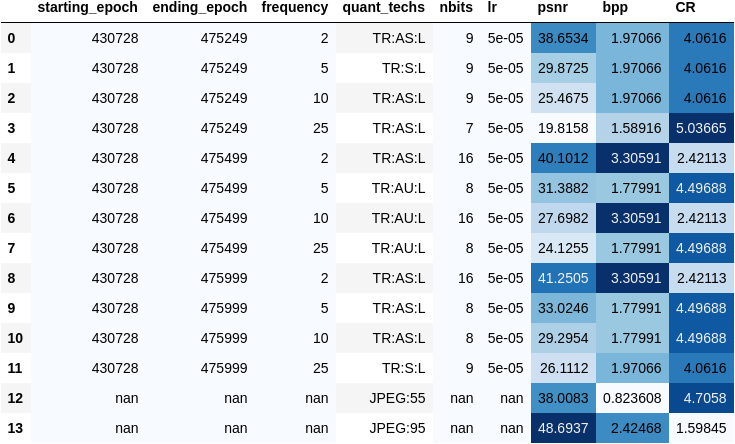 starting_epoch ending_epoch frequency quant_techs nbits lr psnr bpp CR
0 430728 475249 2 TR:AS:L 9 5e-05 38.6534 1.97066 4.0616
1 430728 475249 5 TR:S:L 9 5e-05 29.8725 1.97066 4.0616
2 430728 475249 10 TR:AS:L 9 5e-05 25.4675 1.97066 4.0616
3 430728 475249 25 TR:AS:L 7 5e-05 19.8158 1.58916 5.03665
4 430728 475499 2 TR:AS:L 16 5e-05 40.1012 3.30591 2.42113
5 430728 475499 5 TR:AU:L 8 5e-05 31.3882 1.77991 4.49688
6 430728 475499 10 TR:AU:L 16 5e-05 27.6982 3.30591 2.42113
7 430728 475499 25 TR:AU:L 8 5e-05 24.1255 1.77991 4.49688
8 430728 475999 2 TR:AS:L 16 5e-05 41.2505 3.30591 2.42113
9 430728 475999 5 TR:AS:L 8 5e-05 33.0246 1.77991 4.49688
10 430728 475999 10 TR:AS:L 8 5e-05 29.2954 1.77991 4.49688
11 430728 475999 25 TR:S:L 9 5e-05 26.1112 1.97066 4.0616
12 nan nan nan JPEG:55 nan nan 38.0083 0.823608 4.7058
13 nan nan nan JPEG:95 nan nan 48.6937 2.42468 1.59845